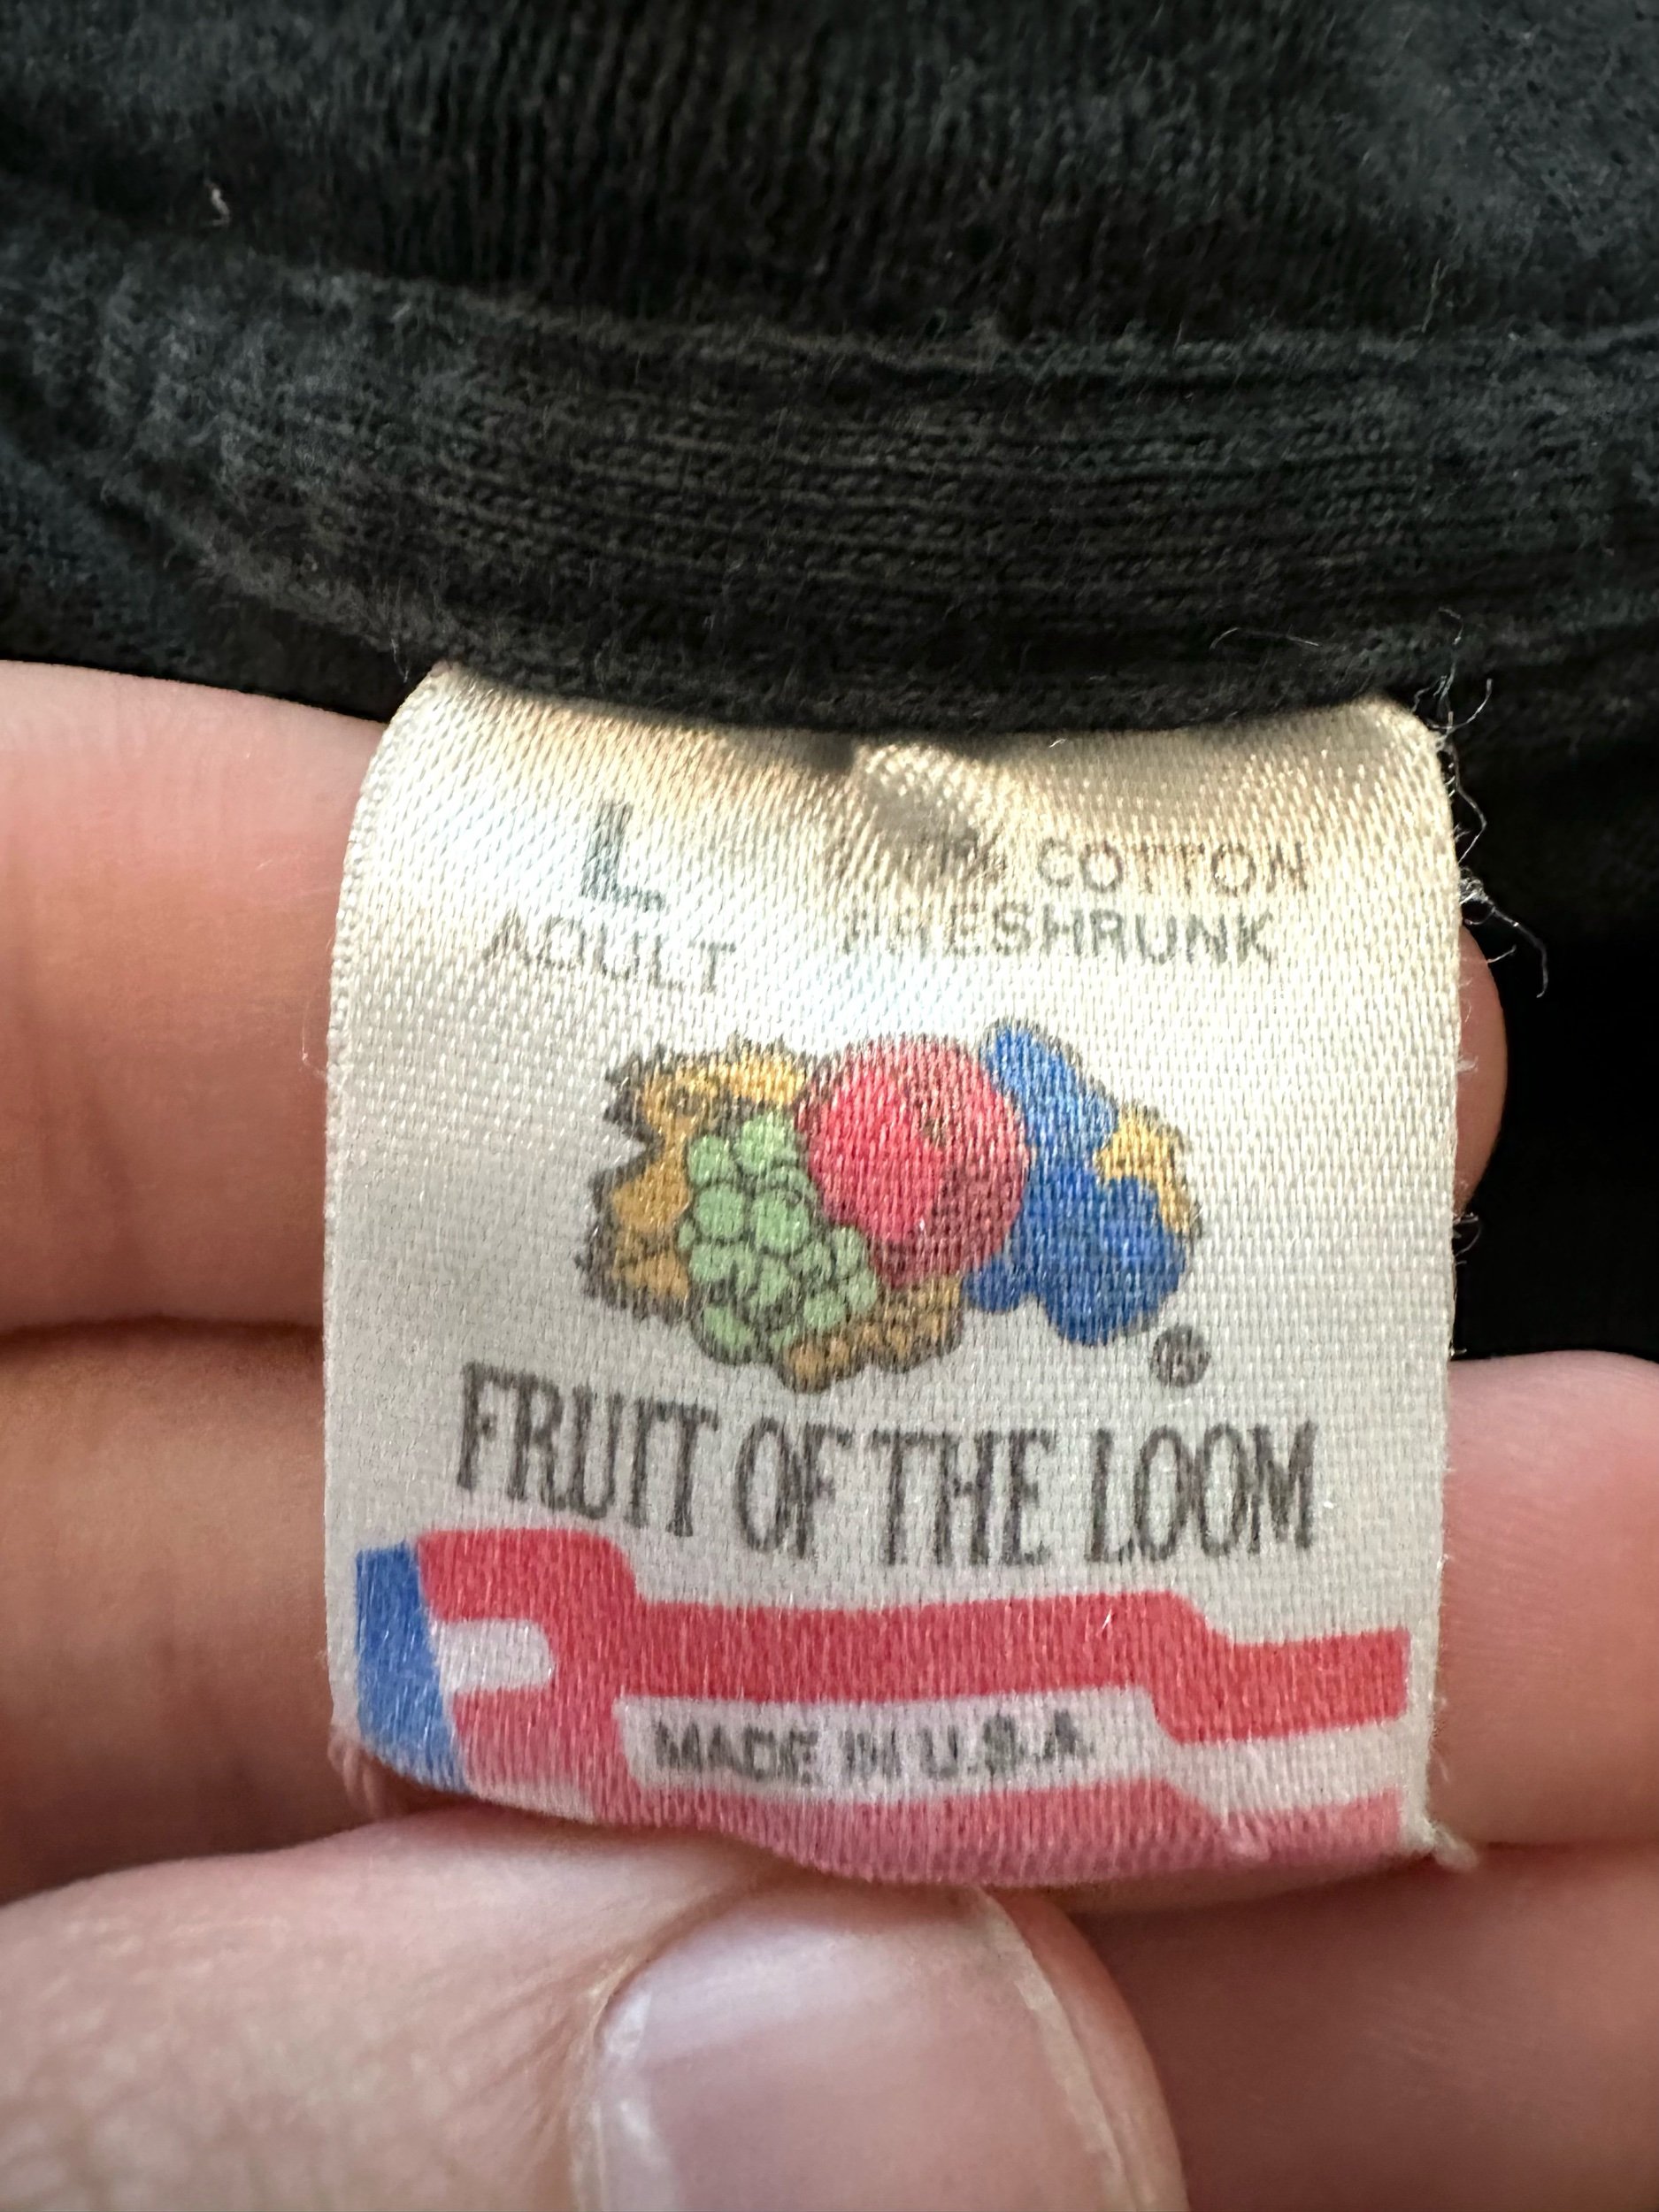 L
ADULT
% COTTON
PRESHRUNK
®
FRUIT OF THE LOOM
MADE IN U.S.A